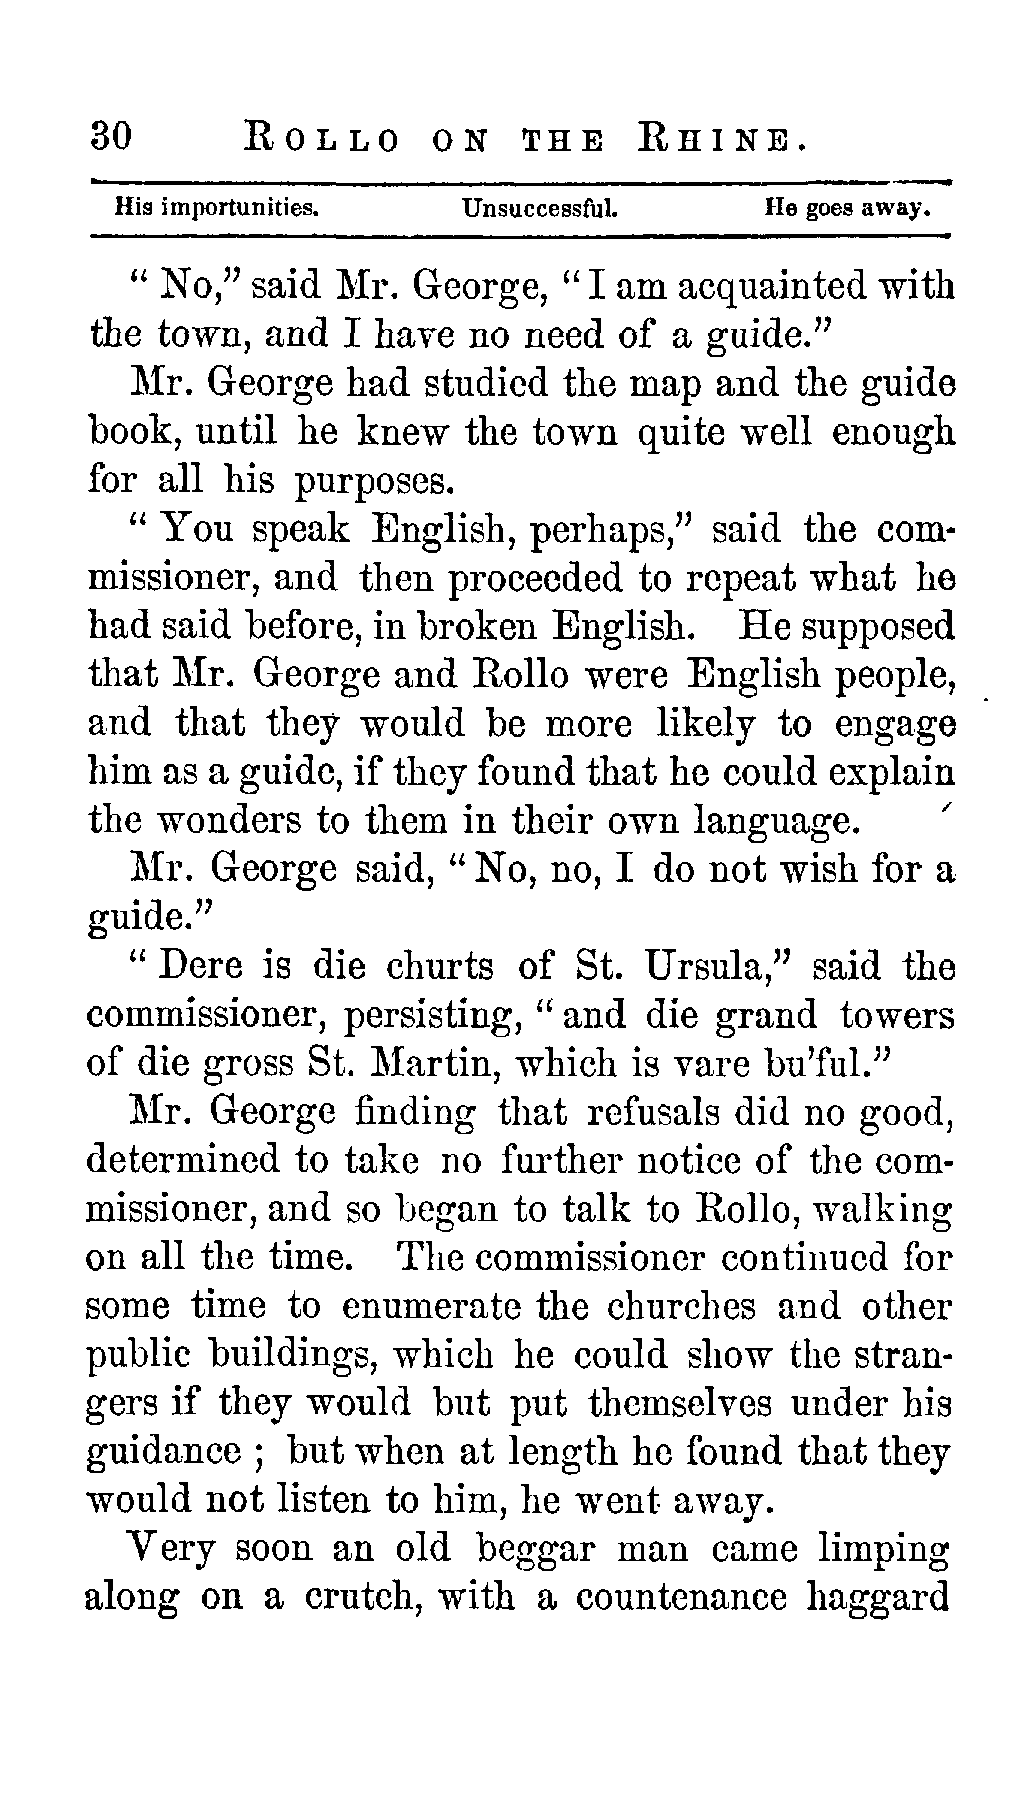 30 ROLLO ON THE RHINE.
His importunities. Unsuccessful. He goes away.
“ No,” said Mr. George, “ I am acquainted with
the town, and I have no need of a guide.”
Mr. George had studied the map and the guide
book, until he knew the town quite well enough
for all his purposes.
“ You speak English, perhaps,” said the com-
missioner, and then proceeded to repeat what he
had said before, in broken English. He supposed
that Mr. George and Rollo were English people,
and that they would be more likely to engage
him as a guide, if they found that he could explain
the wonders to them in their own language.
Mr. George said, “ No, no, I do not wish for a
guide.”
“ Dere is die churts of St. Ursula,” said the
commissioner, persisting, “ and die grand towers
of die gross St. Martin, which is vare bu’ful.”
Mr. George finding that refusals did no good,
determined to take no further notice of the com-
missioner, and so began to talk to Rollo, walking
on all the time. The commissioner continued for
some time to enumerate the churches and other
public buildings, which he could show the stran-
gers if they would but put themselves under his
guidance ; but when at length he found that they
would not listen to him, he went away.
Very soon an old beggar man came limping
along on a crutch, with a countenance haggard